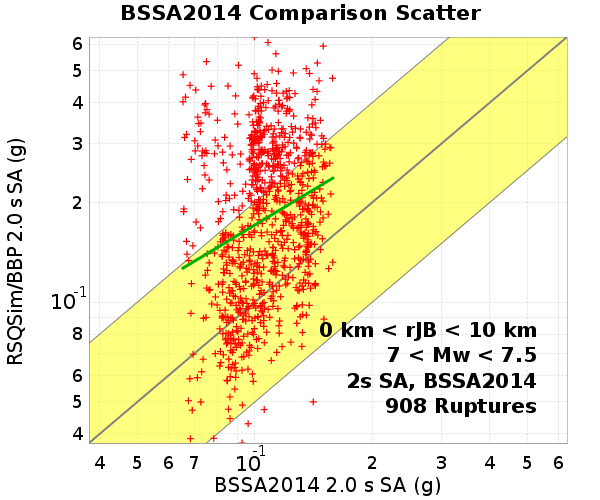 BSSA2014 Comparison Scatter
RSQSim/BBP 2.0 s SA (g)
6
5
4
3
2
10-1
8
7
6
5
4
0 km < rJB < 10 km
7 < Mw < 7.5
2s SA, BSSA2014
908 Ruptures
4 5 6 7 10-1 2 3 4 5 6
BSSA2014 2.0 s SA (g)